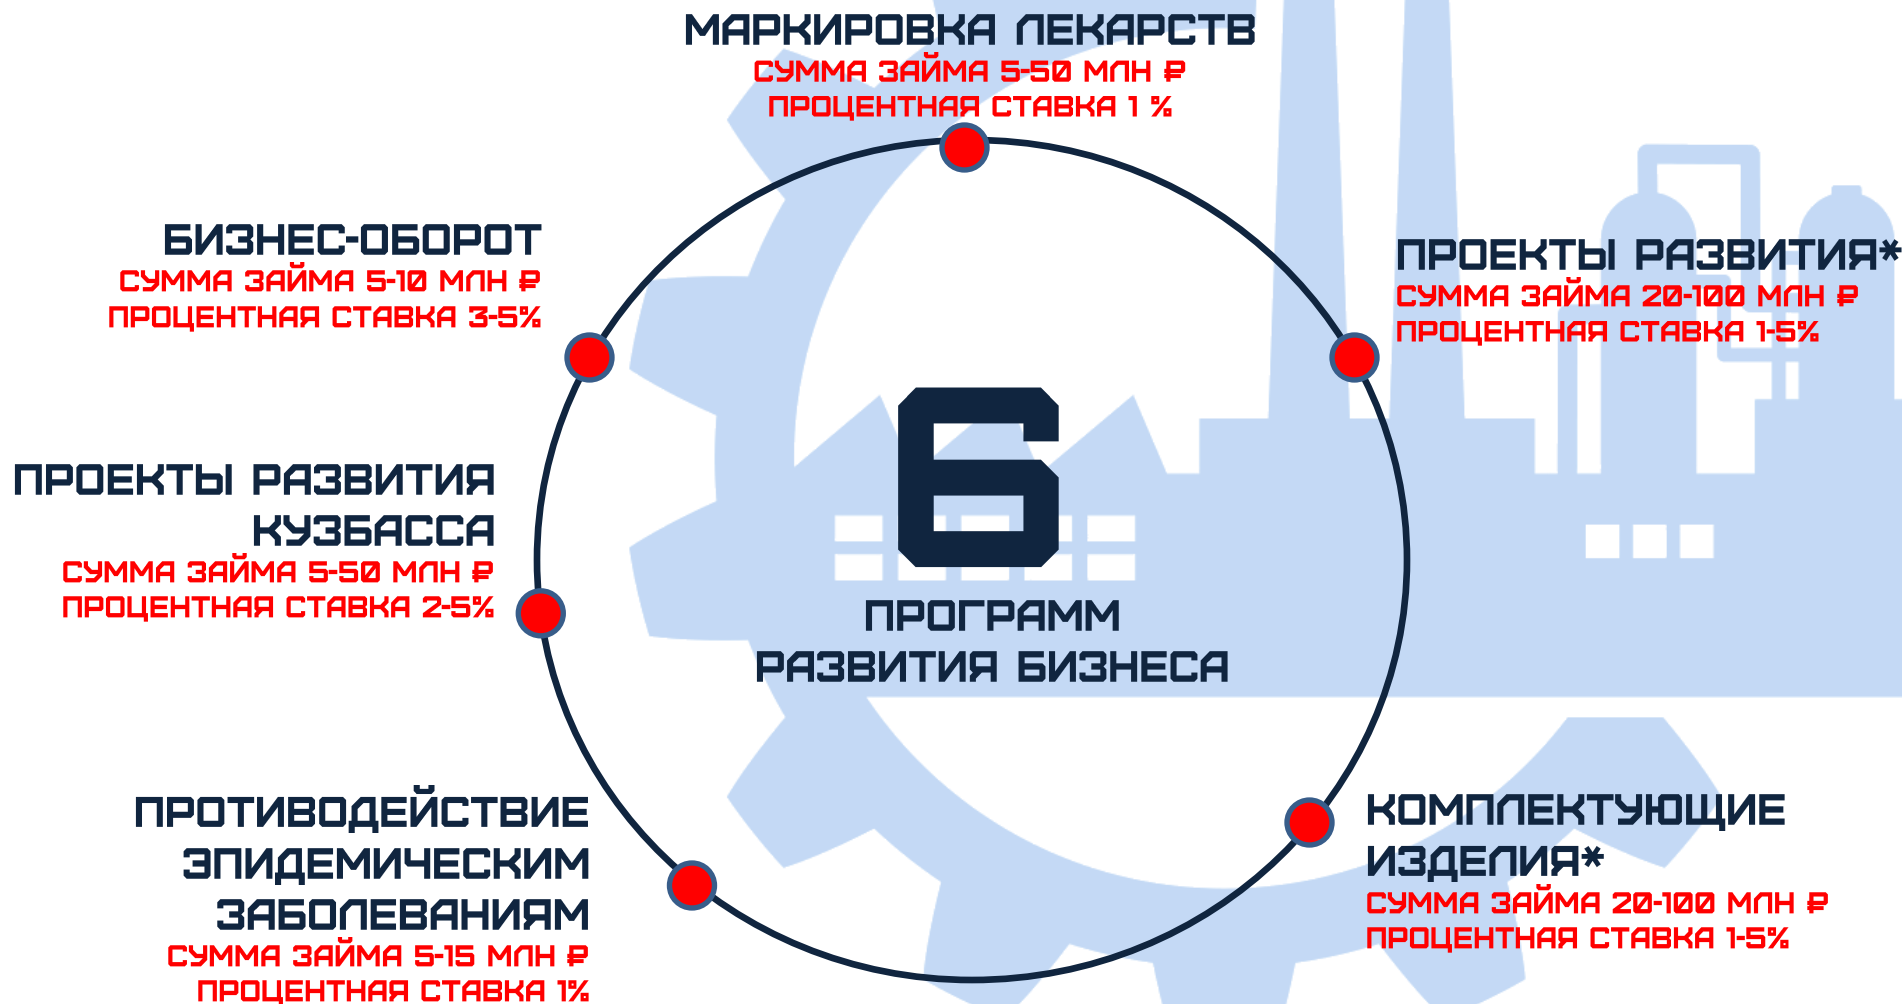 МАРКИРОВКА ЛЕКАРСТВ
СУММА ЗАЙМА 5-50 МЛН ₽
ПРОЦЕНТНАЯ СТАВКА 1 %
БИЗНЕС-ОБОРОТ
СУММА ЗАЙМА 5-10 МЛН ₽
ПРОЦЕНТНАЯ СТАВКА 3-5%
ПРОЕКТЫ РАЗВИТИЯ*
СУММА ЗАЙМА 20-100 МЛН ₽
ПРОЦЕНТНАЯ СТАВКА 1-5%
ПРОЕКТЫ РАЗВИТИЯ
КУЗБАССА
СУММА ЗАЙМА 5-50 МЛН ₽
ПРОЦЕНТНАЯ СТАВКА 2-5%
6
ПРОГРАММ
РАЗВИТИЯ БИЗНЕСА
ПРОТИВОДЕЙСТВИЕ
ЭПИДЕМИЧЕСКИМ
ЗАБОЛЕВАНИЯМ
СУММА ЗАЙМА 5-15 МЛН ₽
ПРОЦЕНТНАЯ СТАВКА 1%
КОМПЛЕКТУЮЩИЕ
ИЗДЕЛИЯ*
СУММА ЗАЙМА 20-100 МЛН ₽
ПРОЦЕНТНАЯ СТАВКА 1-5%